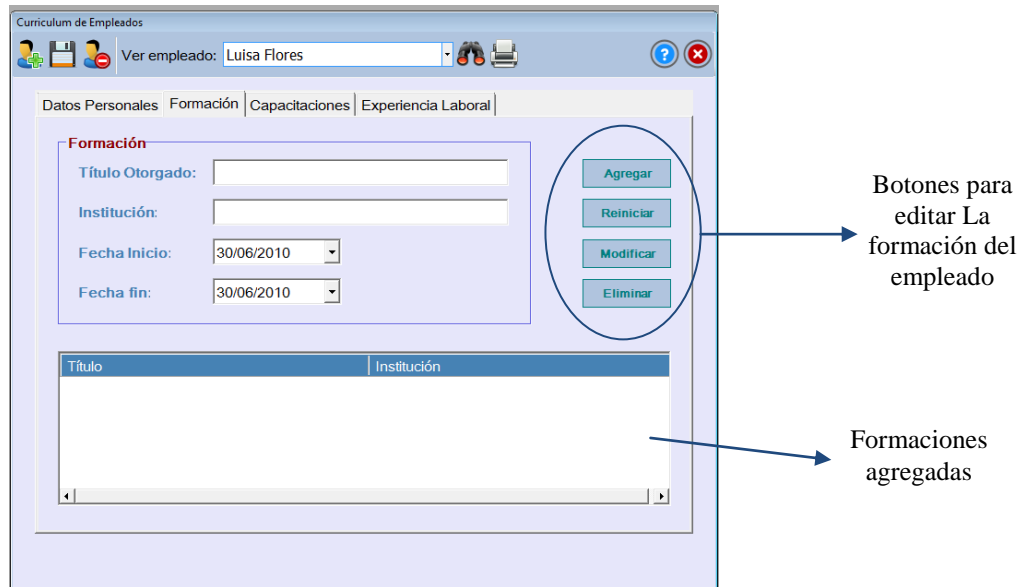 Curriculum de Empleados
Ver empleado: Luisa Flores
?
Datos Personales Formación Capacitaciones Experiencia Laboral
Formación
Título Otorgado:
Institución:
Fecha Inicio: 30/06/2010
Fecha fin: 30/06/2010
Agregar
Reiniciar
Modificar
Eliminar
Botones para
editar La
formación del
empleado
Título Institución
Formaciones
agregadas